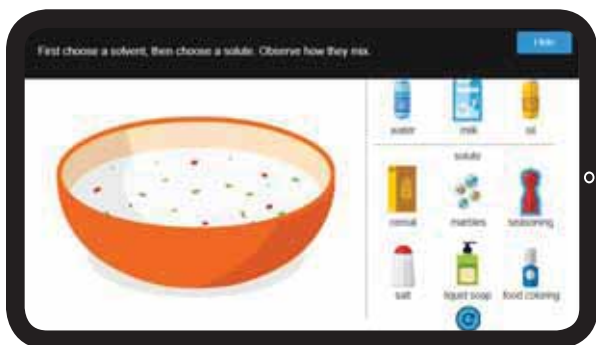 First choose a solvent, then choose a solute. Observe how they mix.
water milk oil
solute
cereal marbles seasoning
salt liquid soap food coloring